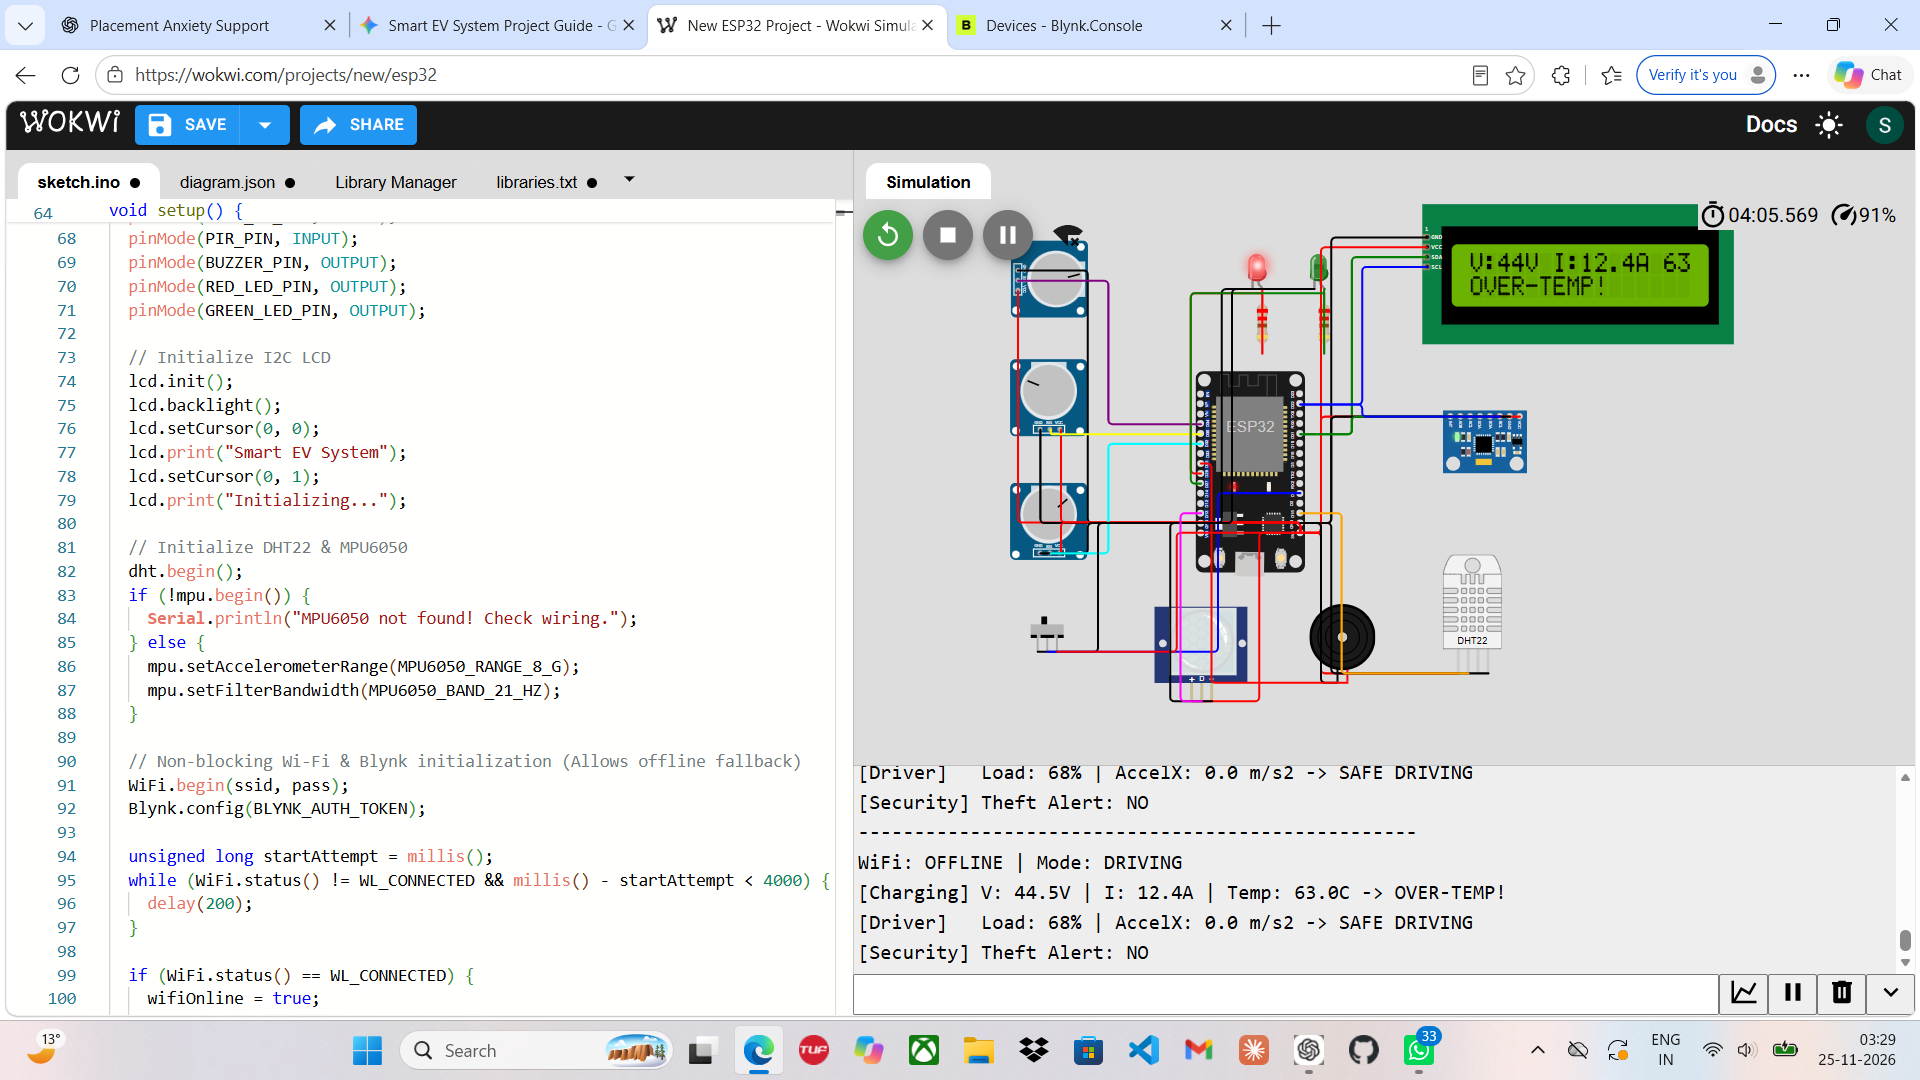 Placement Anxiety Support
Smart EV System Project Guide - G
New ESP32 Project - Wokwi Simula
Devices - Blynk.Console
https://wokwi.com/projects/new/esp32
Verify it's you
Chat
WOKWI
SAVE
SHARE
Docs
S
sketch.ino
diagram.json
Library Manager
libraries.txt
Simulation
64 void setup() {
68 pinMode(PIR_PIN, INPUT);
69 pinMode(BUZZER_PIN, OUTPUT);
70 pinMode(RED_LED_PIN, OUTPUT);
71 pinMode(GREEN_LED_PIN, OUTPUT);
72
73 // Initialize I2C LCD
74 lcd.init();
75 lcd.backlight();
76 lcd.setCursor(0, 0);
77 lcd.print("Smart EV System");
78 lcd.setCursor(0, 1);
79 lcd.print("Initializing...");
80
81 // Initialize DHT22 & MPU6050
82 dht.begin();
83 if (!mpu.begin()) {
84 Serial.println("MPU6050 not found! Check wiring.");
85 } else {
86 mpu.setAccelerometerRange(MPU6050_RANGE_8_G);
87 mpu.setFilterBandwidth(MPU6050_BAND_21_HZ);
88 }
89
90 // Non-blocking Wi-Fi & Blynk initialization (Allows offline fallback)
91 WiFi.begin(ssid, pass);
92 Blynk.config(BLYNK_AUTH_TOKEN);
93
94 unsigned long startAttempt = millis();
95 while (WiFi.status() != WL_CONNECTED && millis() - startAttempt < 4000) {
96 delay(200);
97 }
98
99 if (WiFi.status() == WL_CONNECTED) {
100 wifiOnline = true;
04:05.569
91%
1
GND
VCC
SDA
SCL
V:44V I:12.4A 63
OVER-TEMP!
ESP32
+ D -
DHT22
[Driver] Load: 68% | AccelX: 0.0 m/s2 -> SAFE DRIVING
[Security] Theft Alert: NO
--------------------------------------------------
WiFi: OFFLINE | Mode: DRIVING
[Charging] V: 44.5V | I: 12.4A | Temp: 63.0C -> OVER-TEMP!
[Driver] Load: 68% | AccelX: 0.0 m/s2 -> SAFE DRIVING
[Security] Theft Alert: NO
13°
Search
TUF
33
ENG
IN
03:29
25-11-2026